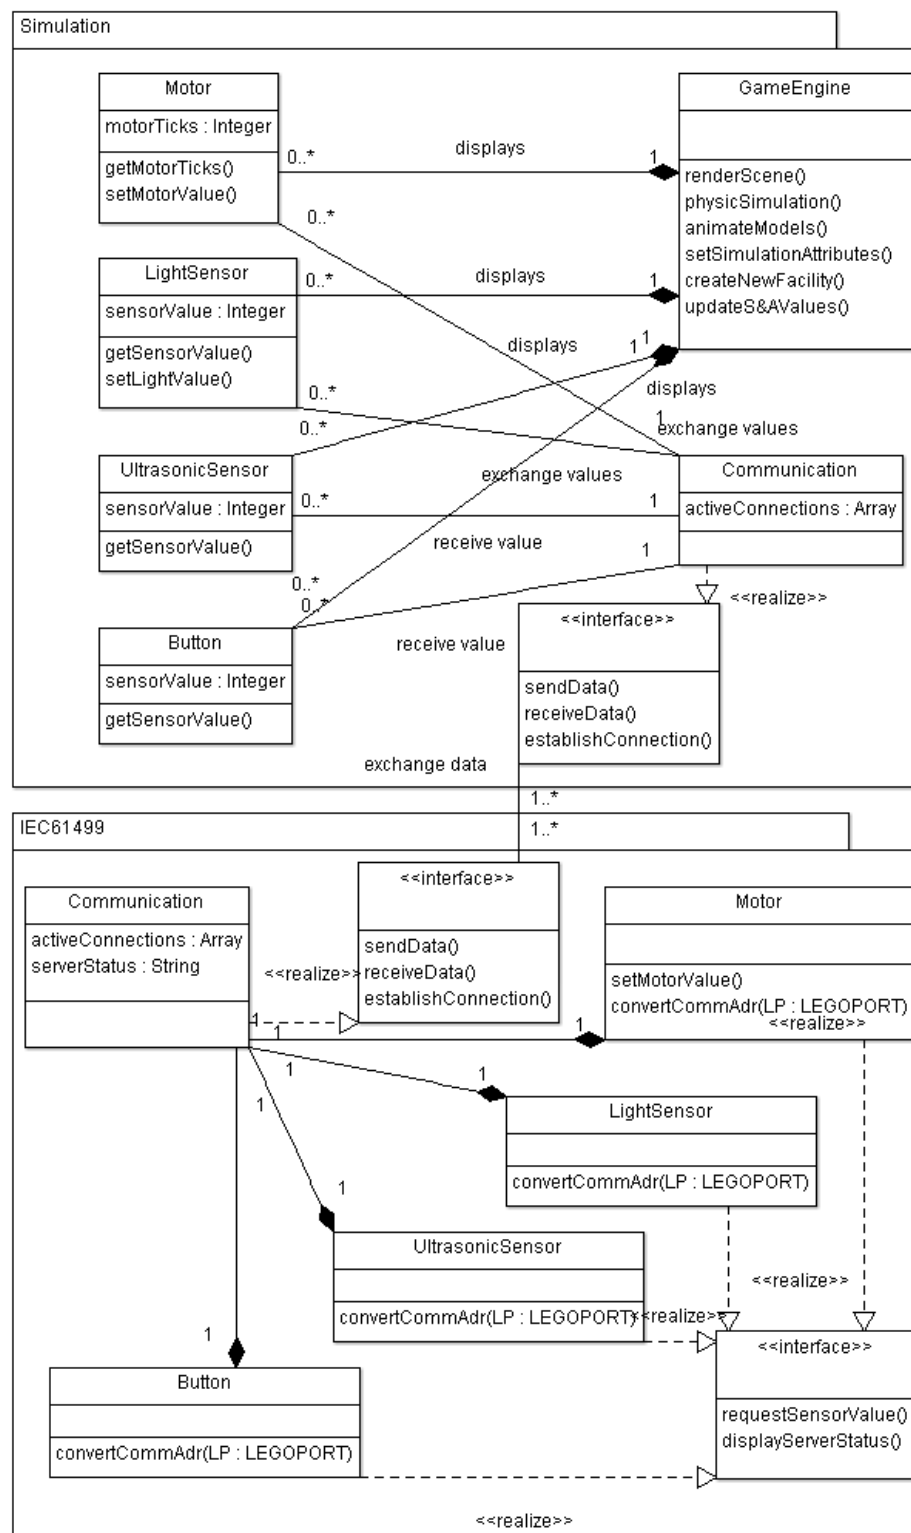 Simulation
Motor
motorTicks : Integer
getMotorTicks()
setMotorValue()
GameEngine
renderScene()
physicSimulation()
animateModels()
setSimulationAttributes()
createNewFacility()
updateS&AValues()
0..*
displays
1
0..*
LightSensor
sensorValue : Integer
getSensorValue()
setLightValue()
0..*
displays
1
displays
1
1
displays
0..*
0..*
1
exchange values
UltrasonicSensor
sensorValue : Integer
getSensorValue()
exchange values
Communication
activeConnections : Array
0..*
1
receive value
1
0..*
0..*
<<realize>>
Button
sensorValue : Integer
getSensorValue()
receive value
<<interface>>
sendData()
receiveData()
establishConnection()
exchange data
1..*
IEC61499
1..*
Communication
activeConnections : Array
serverStatus : String
<<interface>>
sendData()
receiveData()
establishConnection()
<<realize>>
Motor
setMotorValue()
convertCommAdr(LP : LEGOPORT)
<<realize>>
1
1
1
1
1
LightSensor
convertCommAdr(LP : LEGOPORT)
1
1
UltrasonicSensor
convertCommAdr(LP : LEGOPORT)
<<realize>>
<<realize>>
1
Button
convertCommAdr(LP : LEGOPORT)
<<interface>>
requestSensorValue()
displayServerStatus()
<<realize>>